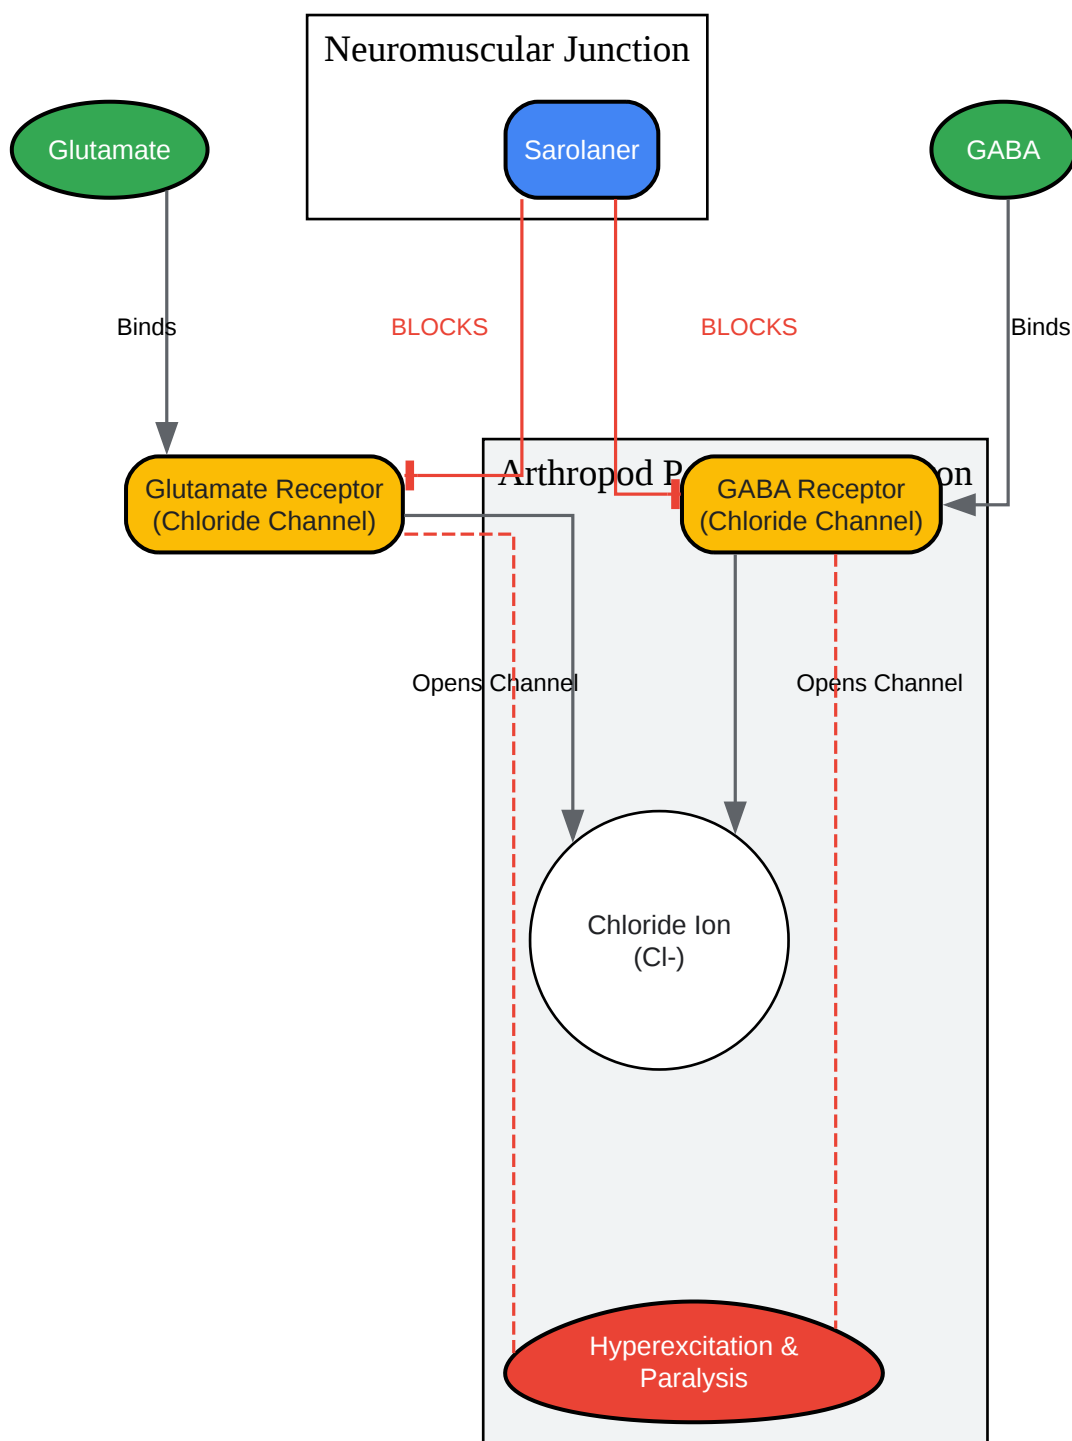 Neuromuscular Junction
Glutamate
Sarolaner
GABA
Binds
BLOCKS
BLOCKS
Binds
Arthropod
Glutamate Receptor
(Chloride Channel)
GABA Receptor
(Chloride Channel)
Opens Channel
Opens Channel
Chloride Ion
(Cl-)
Hyperexcitation &
Paralysis